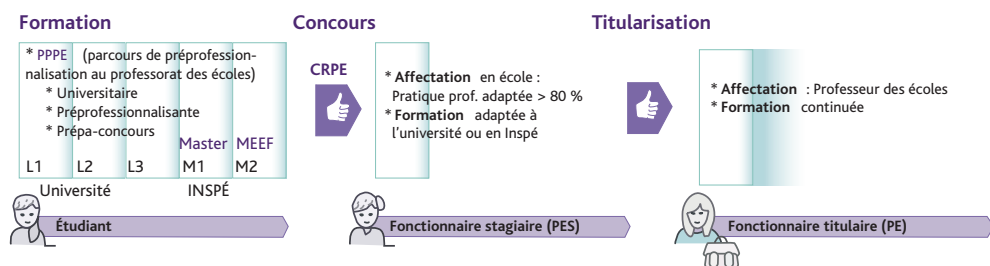 Formation
* PPPE (parcours de préprofession-
nalisation au professorat des écoles)
* Universitaire
* Préprofessionnalisante
* Prépa-concours
Master MEEF
L1 L2 L3 M1 M2
Université INSPÉ
Étudiant
Concours
CRPE
* Affectation en école :
Pratique prof. adaptée > 80 %
* Formation adaptée à
l'université ou en Inspé
Fonctionnaire stagiaire (PES)
Titularisation
* Affectation : Professeur des écoles
* Formation continuée
Fonctionnaire titulaire (PE)